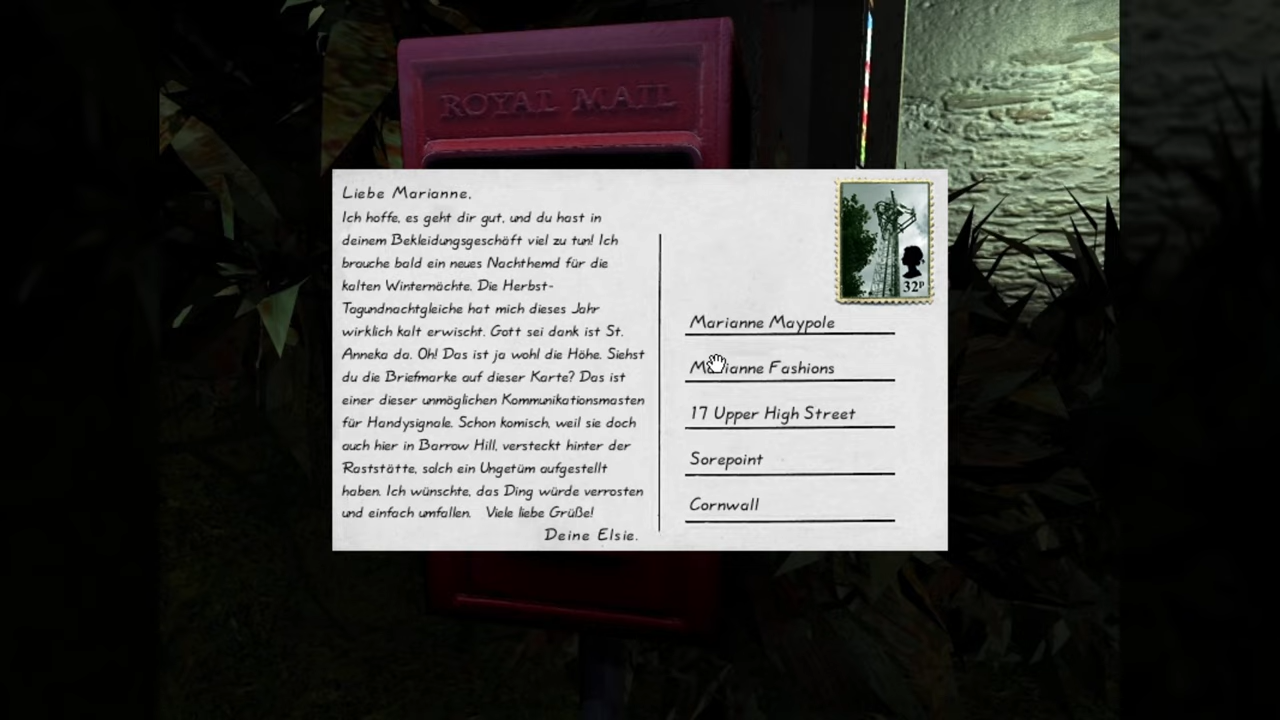 ROYAL MAIL
Liebe Marianne,
Ich hoffe, es geht dir gut, und du hast in
deinem Bekleidungsgeschäft viel zu tun! Ich
brauche bald ein neues Nachthemd für die
kalten Winternächte. Die Herbst-
Tagundnachtgleiche hat mich dieses Jahr
wirklich kalt erwischt. Gott sei dank ist St.
Anneka da. Oh! Das ist ja wohl die Höhe. Siehst
du die Briefmarke auf dieser Karte? Das ist
einer dieser unmöglichen Kommunikationsmasten
für Handysignale. Schon komisch, weil sie doch
auch hier in Barrow Hill, versteckt hinter der
Raststätte, solch ein Ungetüm aufgestellt
haben. Ich wünschte, das Ding würde verrosten
und einfach umfallen. Viele liebe Grüße!
Deine Elsie.
32P
Marianne Maypole
Marianne Fashions
17 Upper High Street
Sorepoint
Cornwall